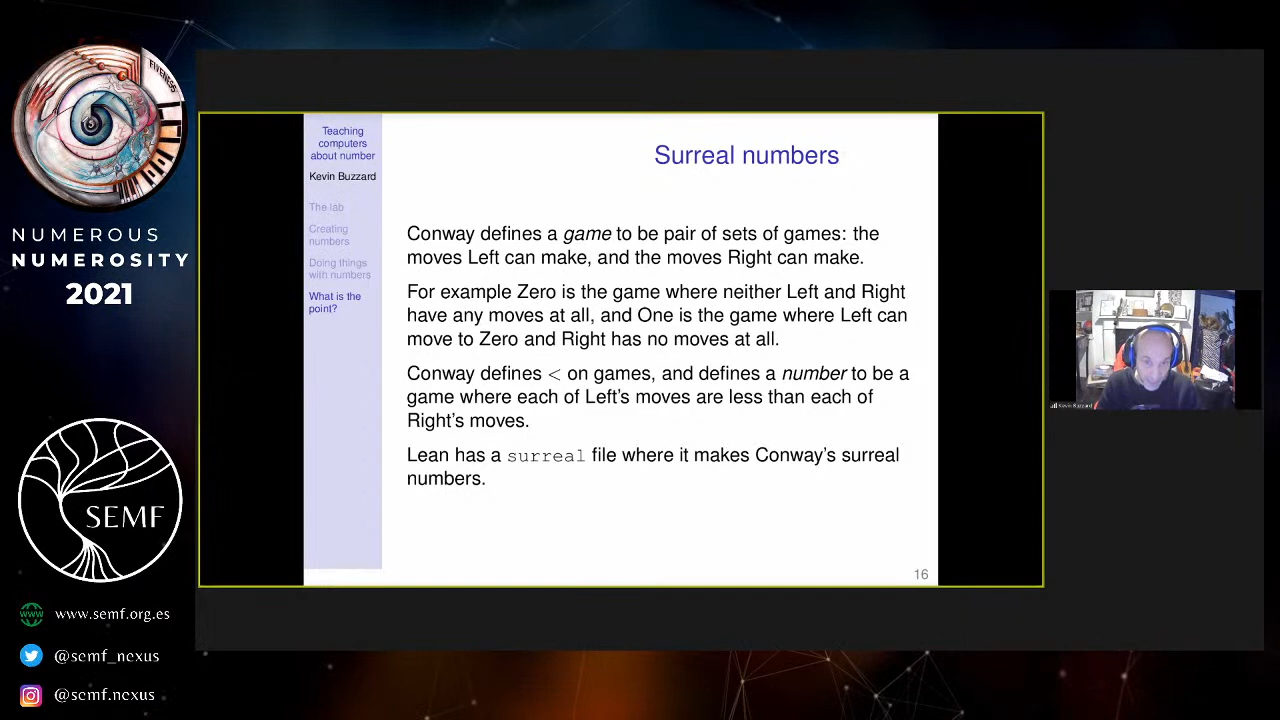 FIVENESS
NUMEROUS
NUMEROSITY
2021
SEMF
www
www.semf.org.es
@semf_nexus
@semf.nexus
Teaching
computers
about number
Kevin Buzzard
The lab
Creating
numbers
Doing things
with numbers
What is the
point?
Surreal numbers
Conway defines a game to be pair of sets of games: the
moves Left can make, and the moves Right can make.
For example Zero is the game where neither Left and Right
have any moves at all, and One is the game where Left can
move to Zero and Right has no moves at all.
Conway defines < on games, and defines a number to be a
game where each of Left's moves are less than each of
Right's moves.
Lean has a surreal file where it makes Conway's surreal
numbers.
16
Kevin Buzzard